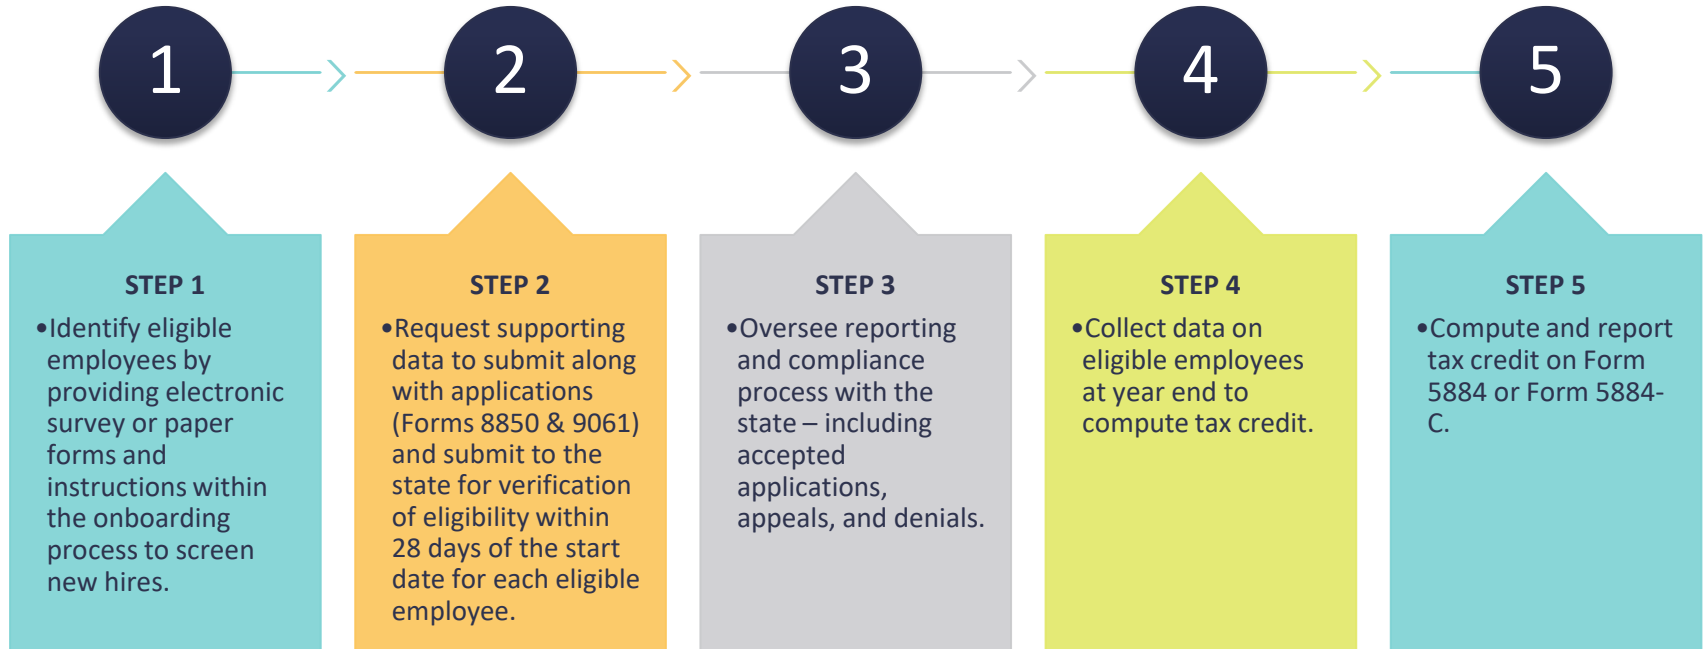 1
2
3
4
5
STEP 1
•Identify eligible
employees by
providing electronic
survey or paper
forms and
instructions within
the onboarding
process to screen
new hires.
STEP 2
•Request supporting
data to submit along
with applications
(Forms 8850 & 9061)
and submit to the
state for verification
of eligibility within
28 days of the start
date for each eligible
employee.
STEP 3
•Oversee reporting
and compliance
process with the
state – including
accepted
applications,
appeals, and denials.
STEP 4
•Collect data on
eligible employees
at year end to
compute tax credit.
STEP 5
•Compute and report
tax credit on Form
5884 or Form 5884-
C.